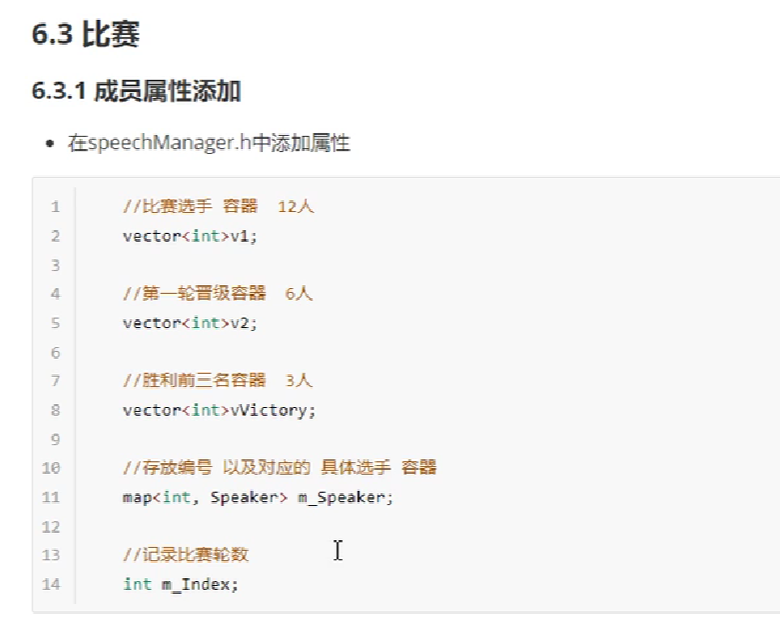 6.3 比赛
6.3.1 成员属性添加
• 在speechManager.h中添加属性
1 //比赛选手 容器  12人
2 vector<int>v1;
3
4 //第一轮晋级容器  6人
5 vector<int>v2;
6
7 //胜利前三名容器  3人
8 vector<int>vVictory;
9
10 //存放编号 以及对应的 具体选手 容器
11 map<int, Speaker> m_Speaker;
12
13 //记录比赛轮数
14 int m_Index;